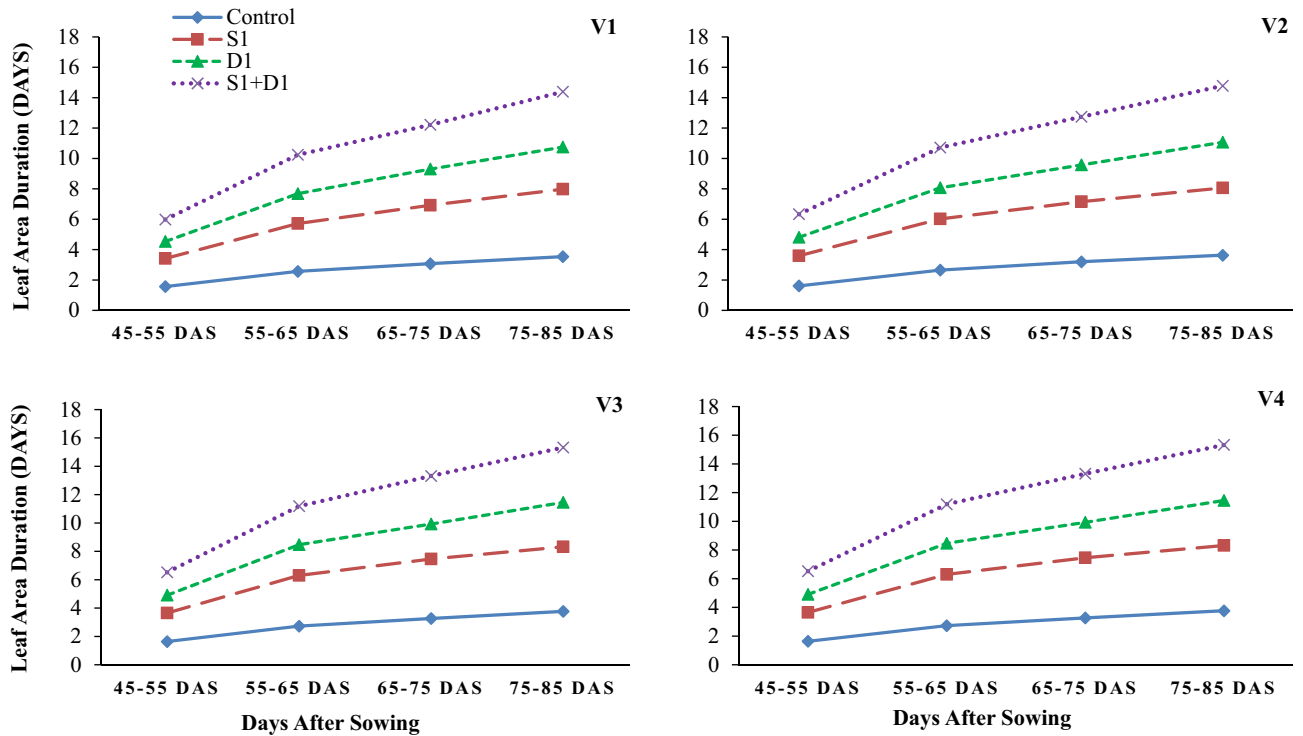 Control
S1
D1
S1+D1
V1
Leaf Area Duration (DAYS)
18
16
14
12
10
8
6
4
2
0
45-55 DAS 55-65 DAS 65-75 DAS 75-85 DAS
V2
18
16
14
12
10
8
6
4
2
0
45-55 DAS 55-65 DAS 65-75 DAS 75-85 DAS
V3
Leaf Area Duration (DAYS)
18
16
14
12
10
8
6
4
2
0
45-55 DAS 55-65 DAS 65-75 DAS 75-85 DAS
Days After Sowing
V4
18
16
14
12
10
8
6
4
2
0
45-55 DAS 55-65 DAS 65-75 DAS 75-85 DAS
Days After Sowing